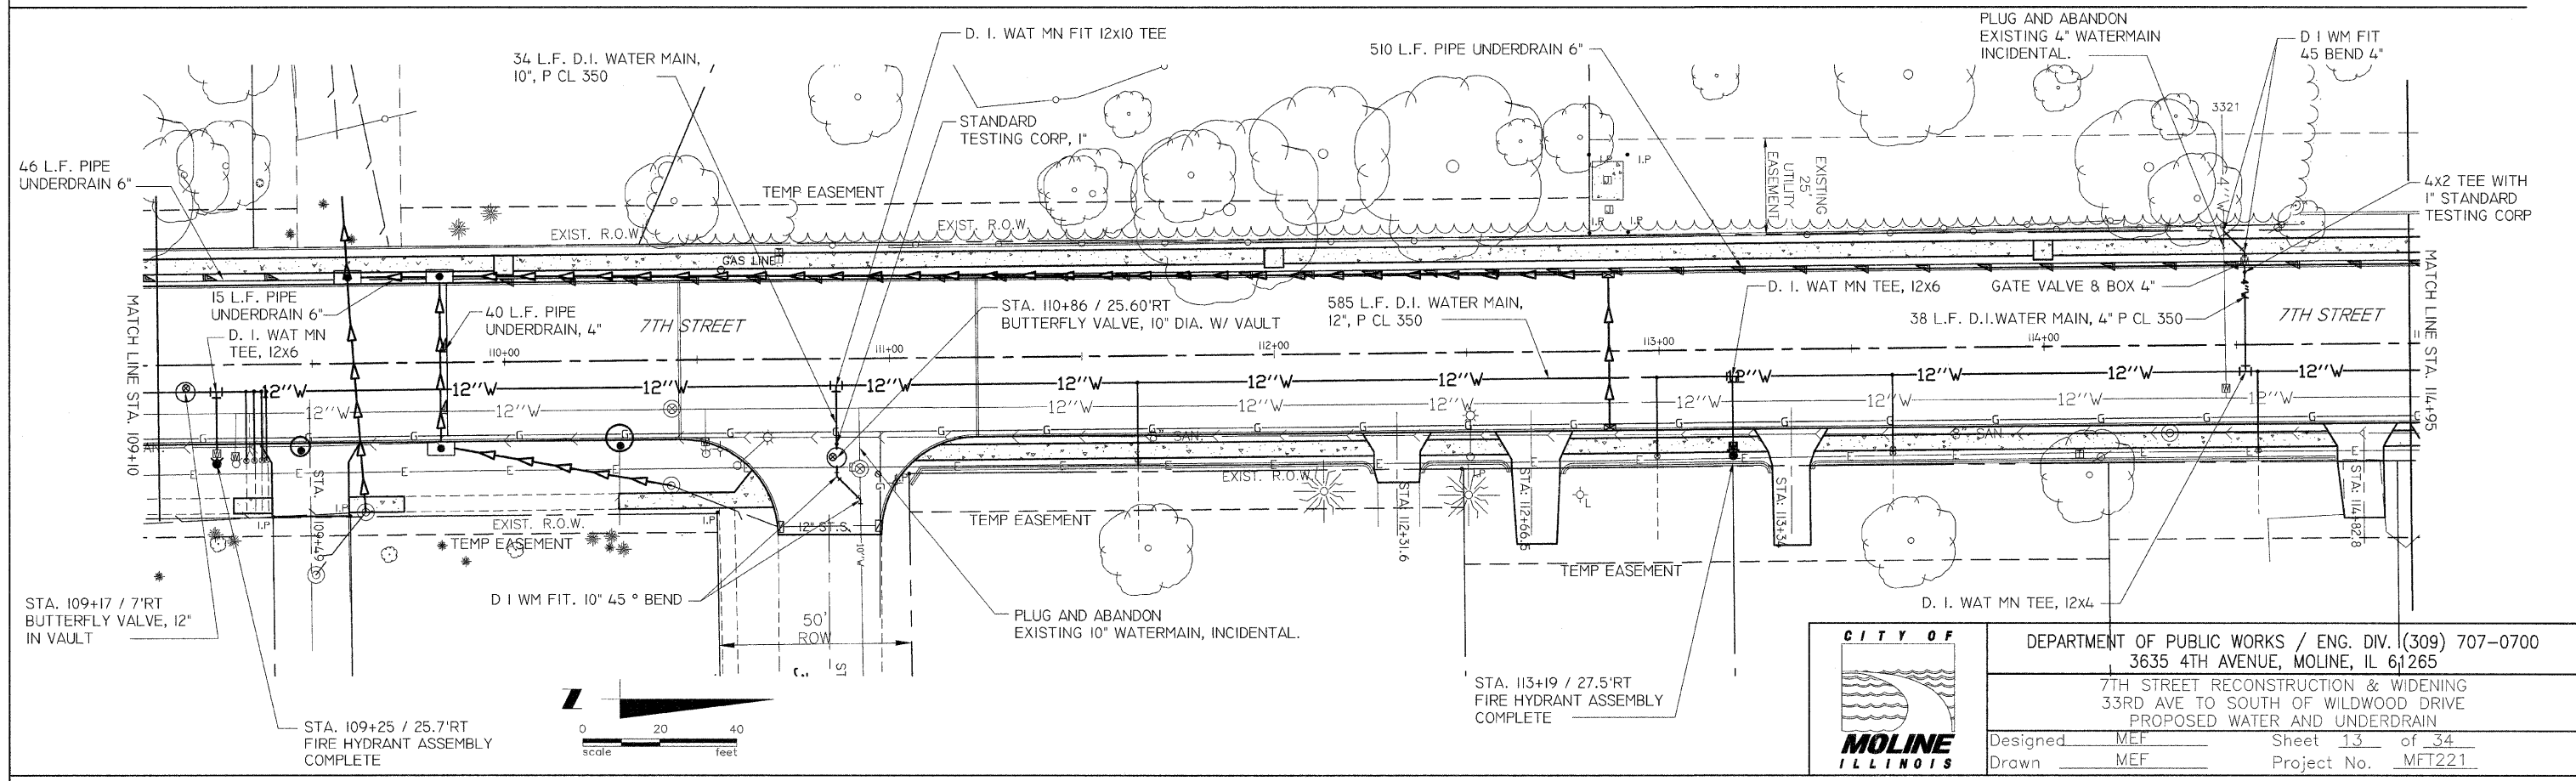 D. I. WAT MN FIT 12x10 TEE
34 L.F. D.I. WATER MAIN,
10", P CL 350
510 L.F. PIPE UNDERDRAIN 6"
PLUG AND ABANDON
EXISTING 4" WATERMAIN
INCIDENTAL.
D I WM FIT
45 BEND 4"
3321
STANDARD
TESTING CORP, 1"
46 L.F. PIPE
UNDERDRAIN 6"
TEMP EASEMENT
EXISTING
25'
UTILITY
EASEMENT
I.P
I.P
I.P
I.P
4"W
4X2 TEE WITH
1" STANDARD
TESTING CORP
EXIST. R.O.W.
EXIST. R.O.W.
GAS LINE
MATCH LINE STA. 109+10
15 L.F. PIPE
UNDERDRAIN 6"
D. I. WAT MN
TEE, 12X6
40 L.F. PIPE
UNDERDRAIN, 4"
7TH STREET
STA. 110+86 / 25.60'RT
BUTTERFLY VALVE, 10" DIA. W/ VAULT
585 L.F. D.I. WATER MAIN,
12", P CL 350
D. I. WAT MN TEE, 12X6
GATE VALVE & BOX 4"
38 L.F. D.I.WATER MAIN, 4" P CL 350
7TH STREET
MATCH LINE STA. 114+95
110+00
111+00
112+00
113+00
114+00
12"W 12"W 12"W 12"W 12"W 12"W 12"W 12"W 12"W 12"W 12"W
12"W 12"W 12"W 12"W 12"W 12"W 12"W 12"W 12"W
G G G G G G G G G G G G G G
8" SAN.
8" SAN.
E E E E E E E
EXIST. R.O.W.
I.P
I.P
I.P
EXIST. R.O.W.
TEMP EASEMENT
12" ST.S.
10"W
TEMP EASEMENT
TEMP EASEMENT
STA. 109+49
STA: 112+31.6
STA: 112+66.5
STA: 113+34
STA: 114+82.8
L
STA. 109+17 / 7'RT
BUTTERFLY VALVE, 12"
IN VAULT
D I WM FIT. 10" 45 ° BEND
50'
ROW
PLUG AND ABANDON
EXISTING 10" WATERMAIN, INCIDENTAL.
D. I. WAT MN TEE, 12X4
STA. 109+25 / 25.7'RT
FIRE HYDRANT ASSEMBLY
COMPLETE
Z
0 20 40
scale feet
STA. 113+19 / 27.5'RT
FIRE HYDRANT ASSEMBLY
COMPLETE
CITY OF
MOLINE
ILLINOIS
DEPARTMENT OF PUBLIC WORKS / ENG. DIV. (309) 707-0700
3635 4TH AVENUE, MOLINE, IL 61265
7TH STREET RECONSTRUCTION & WIDENING
33RD AVE TO SOUTH OF WILDWOOD DRIVE
PROPOSED WATER AND UNDERDRAIN
Designed MEF Sheet 13 of 34
Drawn MEF Project No. MFT221